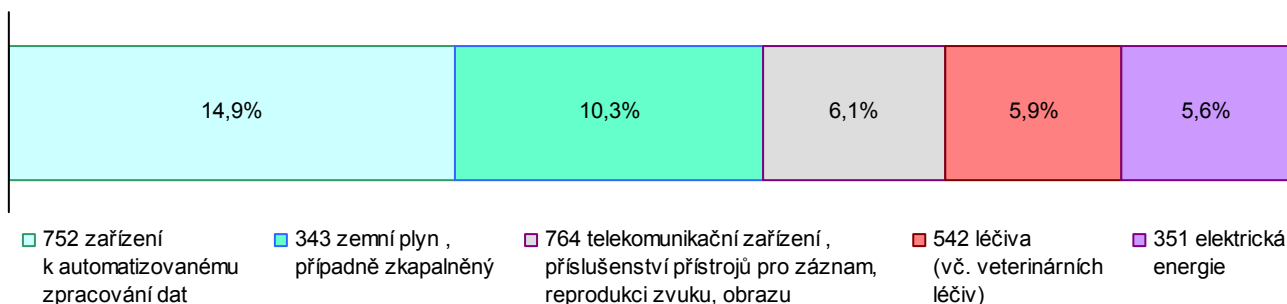 14,9% 10,3% 6,1% 5,9% 5,6%
752 zařízení
k automatizovanému
zpracování dat
343 zemní plyn ,
případně zkapalněný
764 telekomunikační zařízení ,
příslušenství přístrojů pro záznam,
reprodukci zvuku, obrazu
542 léčiva
(vč. veterinárních
léčiv)
351 elektrická
energie